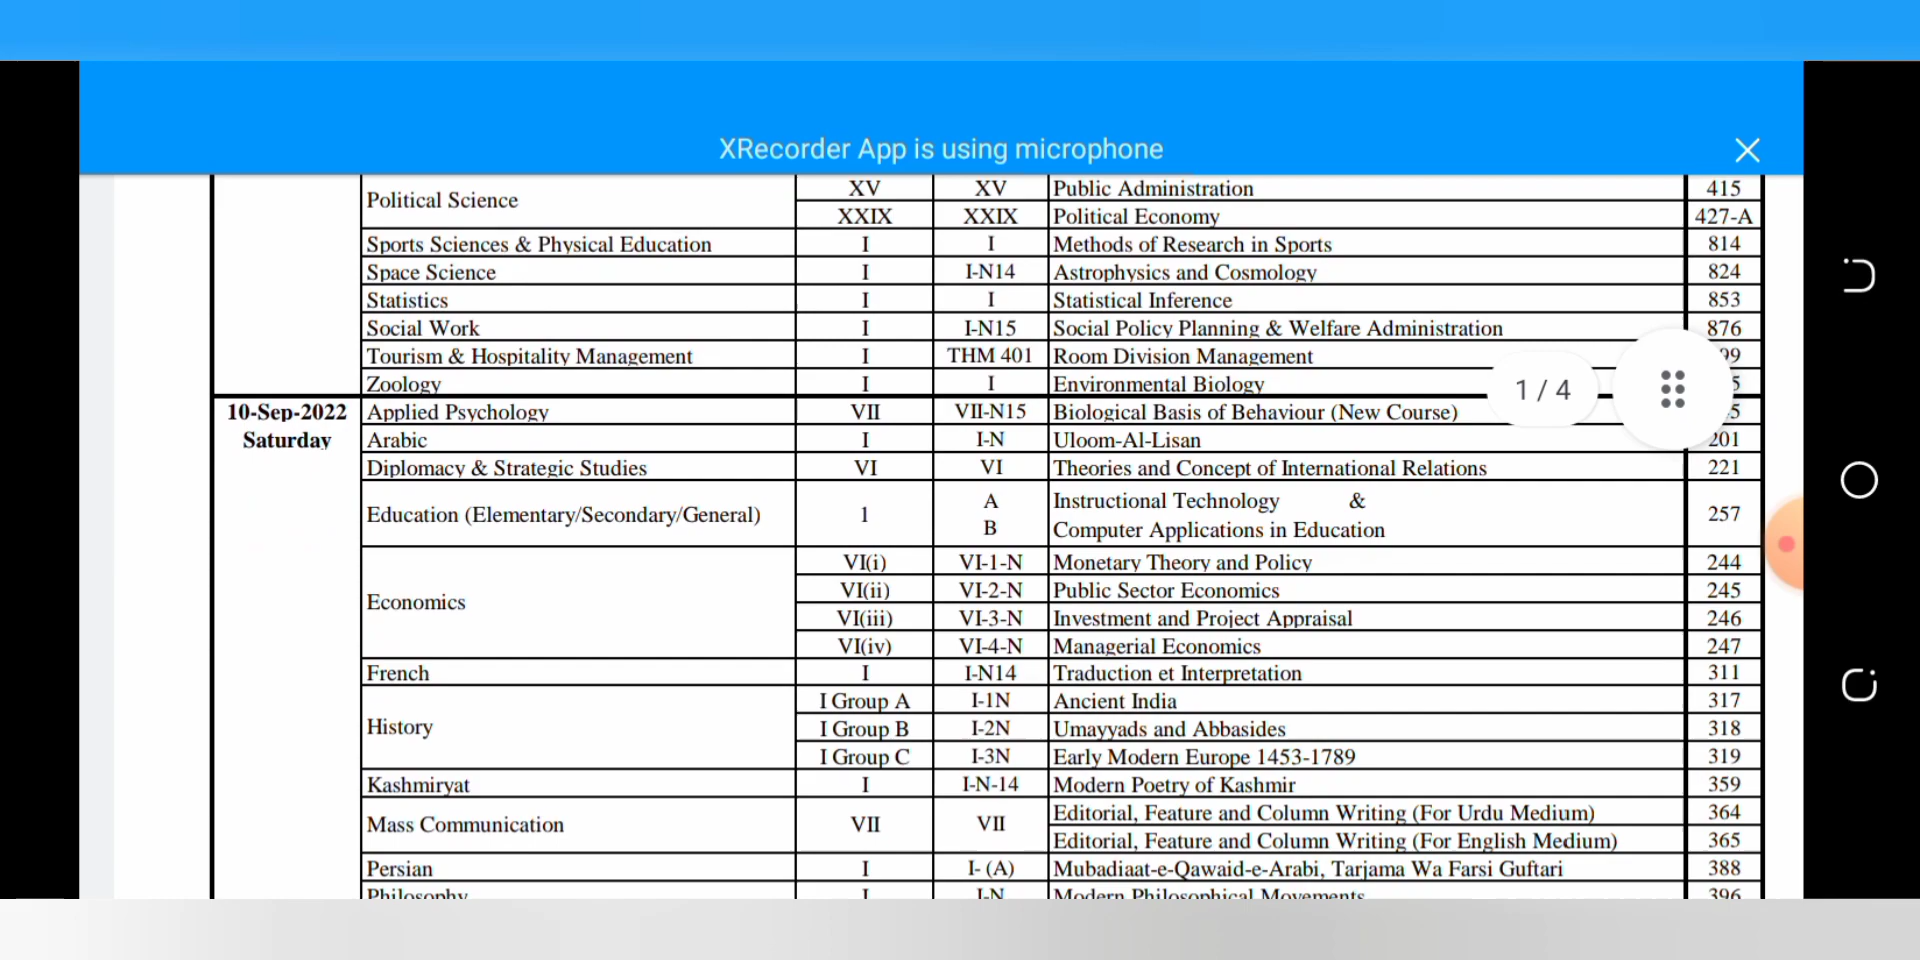 XRecorder App is using microphone
Political Science XV XV Public Administration 415
XXIX XXIX Political Economy 427-A
Sports Sciences & Physical Education I I Methods of Research in Sports 814
Space Science I I-N14 Astrophysics and Cosmology 824
Statistics I I Statistical Inference 853
Social Work I I-N15 Social Policy Planning & Welfare Administration 876
Tourism & Hospitality Management I THM 401 Room Division Management
Zoology I I Environmental Biology
1 / 4
10-Sep-2022 Applied Psychology VII VII-N15 Biological Basis of Behaviour (New Course)
Saturday Arabic I I-N Uloom-Al-Lisan 201
Diplomacy & Strategic Studies VI VI Theories and Concept of International Relations 221
Education (Elementary/Secondary/General) 1 A Instructional Technology & 257
B Computer Applications in Education
Economics VI(i) VI-1-N Monetary Theory and Policy 244
VI(ii) VI-2-N Public Sector Economics 245
VI(iii) VI-3-N Investment and Project Appraisal 246
VI(iv) VI-4-N Managerial Economics 247
French I I-N14 Traduction et Interpretation 311
History I Group A I-1N Ancient India 317
I Group B I-2N Umayyads and Abbasides 318
I Group C I-3N Early Modern Europe 1453-1789 319
Kashmiryat I I-N-14 Modern Poetry of Kashmir 359
Mass Communication VII VII Editorial, Feature and Column Writing (For Urdu Medium) 364
Editorial, Feature and Column Writing (For English Medium) 365
Persian I I- (A) Mubadiaat-e-Qawaid-e-Arabi, Tarjama Wa Farsi Guftari 388
Philosophy I I-N Modern Philosophical Movements 396